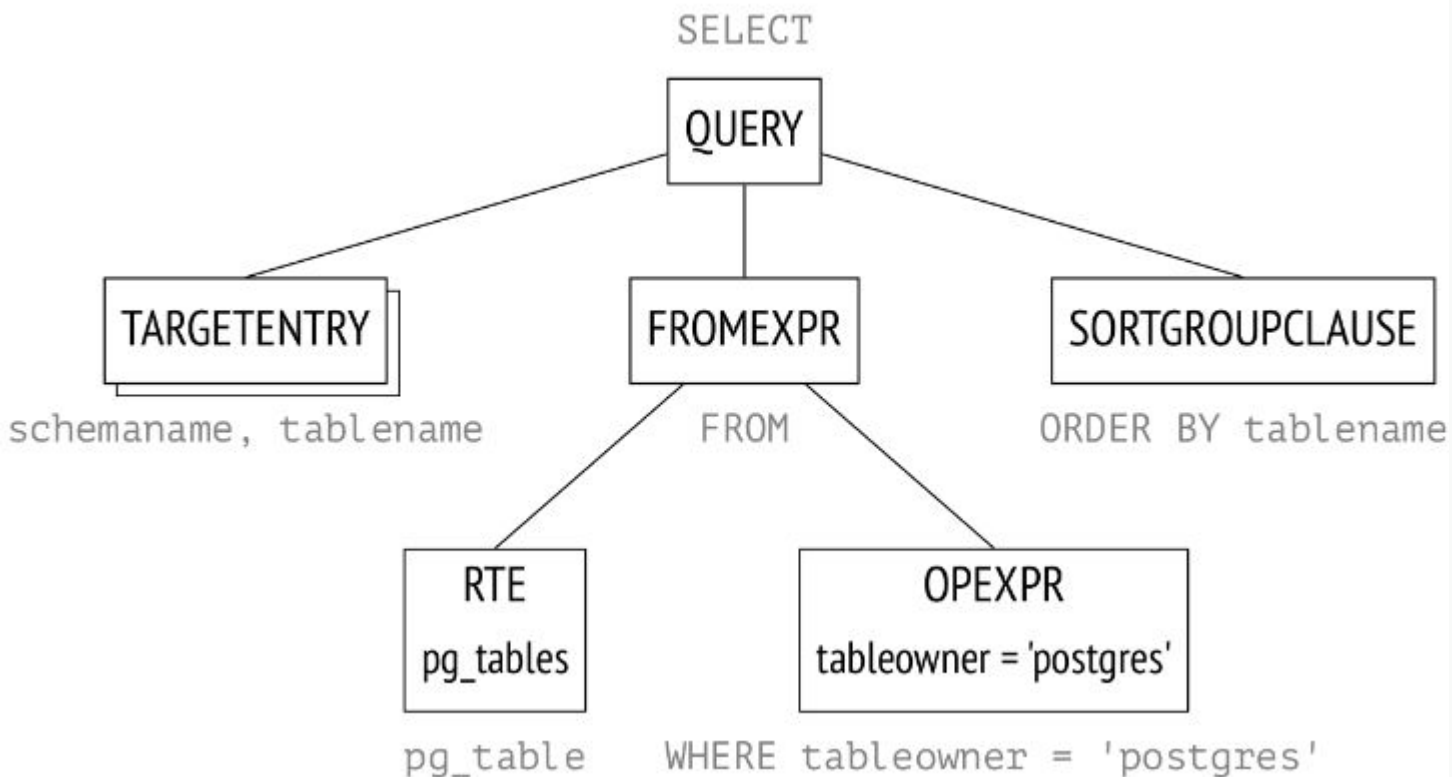 SELECT
QUERY
TARGETENTRY
FROMEXPR
SORTGROUPCLAUSE
schemaname, tablename
FROM
ORDER BY tablename
RTE
pg_tables
OPEXPR
tableowner = 'postgres'
pg_table
WHERE tableowner = 'postgres'